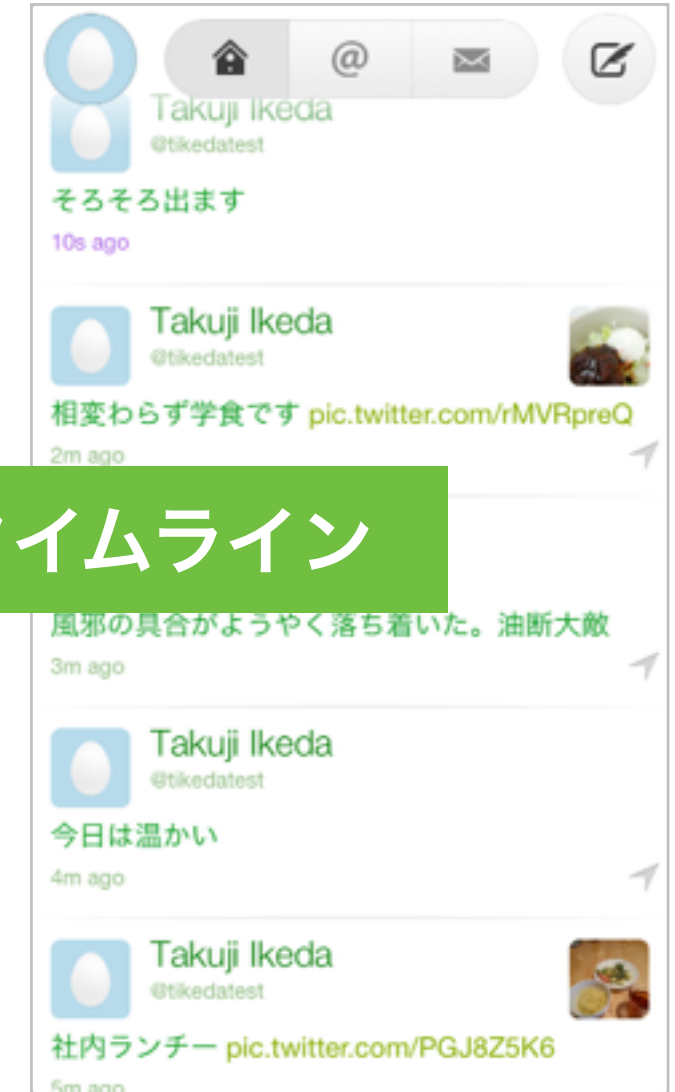 @
Takuji Ikeda
@tikedatest
そろそろ出ます
10s ago
Takuji Ikeda
@tikedatest
相変わらず学食です pic.twitter.com/rMVRpreQ
2m ago
イムライン
風邪の具合がようやく落ち着いた。油断大敵
3m ago
Takuji Ikeda
@tikedatest
今日は温かい
4m ago
Takuji Ikeda
@tikedatest
社内ランチー pic.twitter.com/PGJ8Z5K6
5m ago